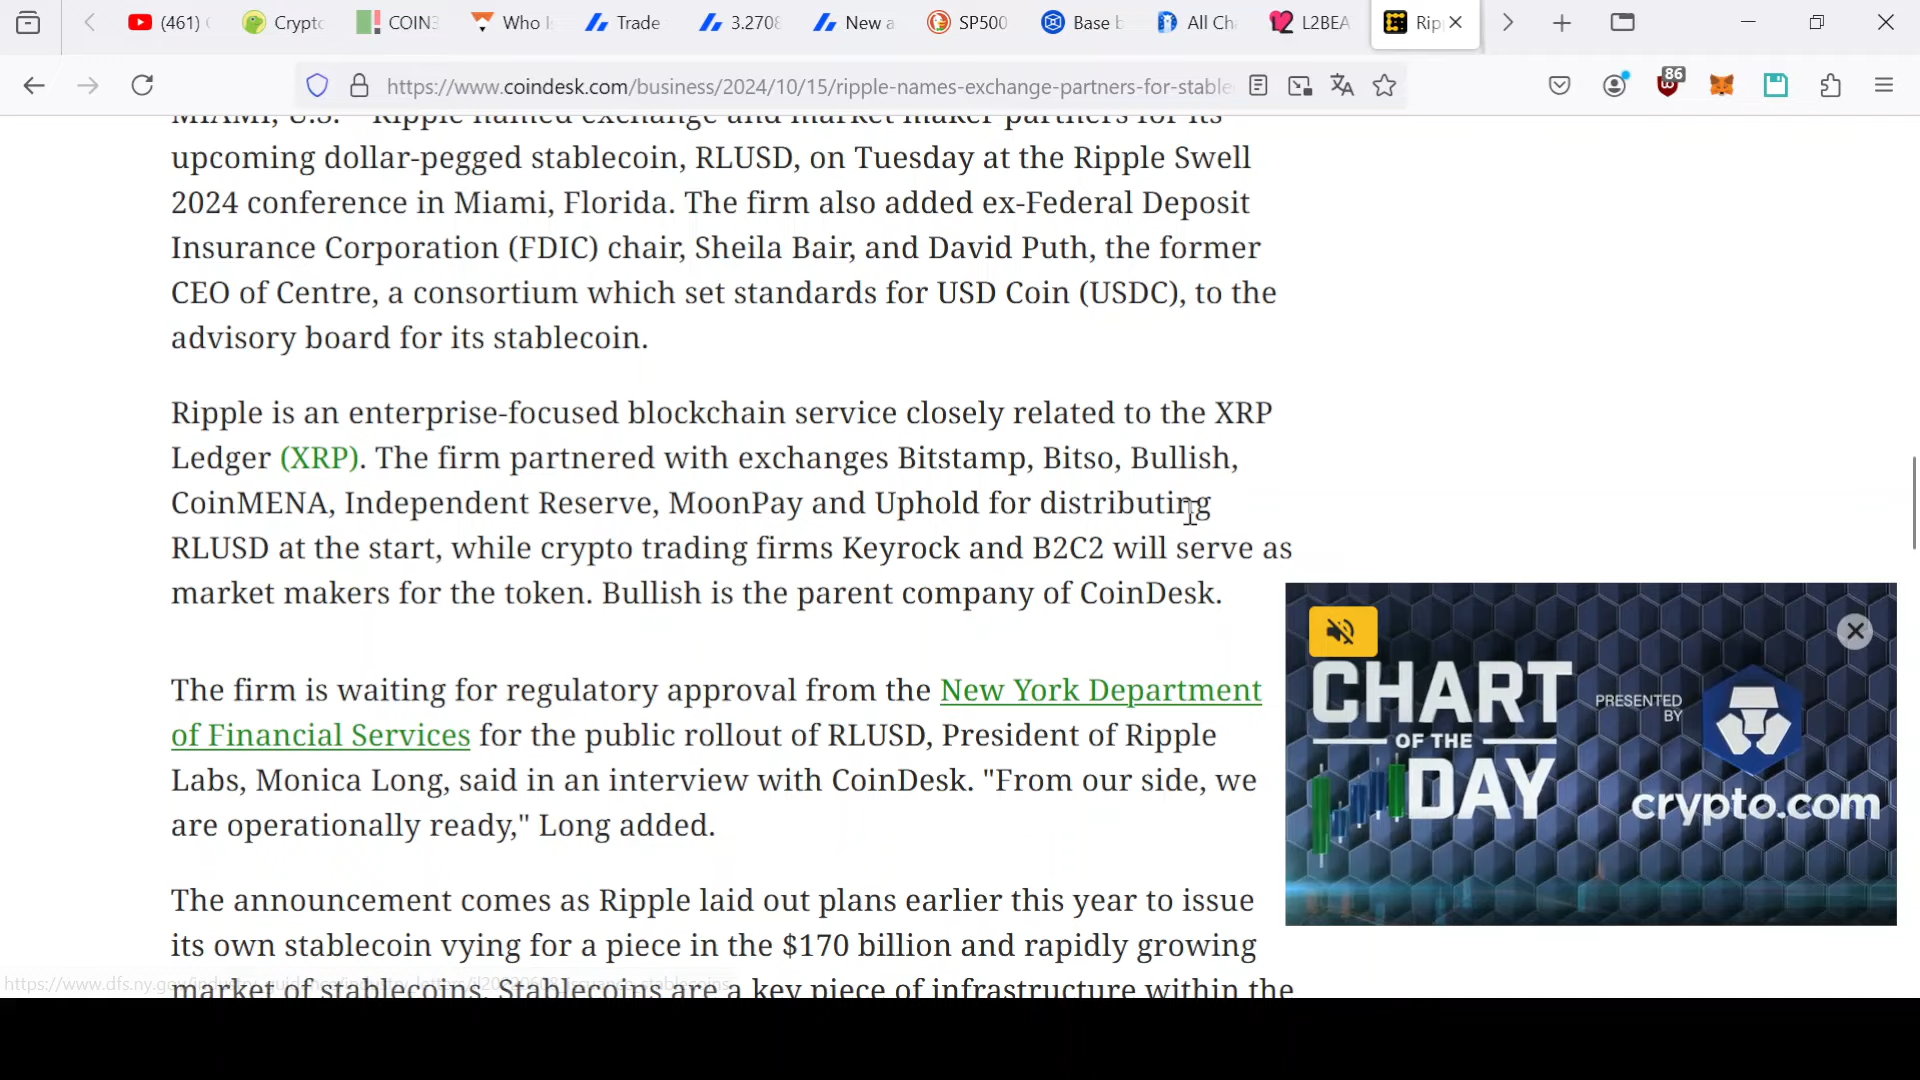 (461)
Crypto
COIN3
Who I
Trade
3.2708
New a
SP500
Base b
All Ch
L2BEA
Rip
https://www.coindesk.com/business/2024/10/15/ripple-names-exchange-partners-for-stable
86
MIAMI, U.S. – Ripple named exchange and market maker partners for its
upcoming dollar-pegged stablecoin, RLUSD, on Tuesday at the Ripple Swell
2024 conference in Miami, Florida. The firm also added ex-Federal Deposit
Insurance Corporation (FDIC) chair, Sheila Bair, and David Puth, the former
CEO of Centre, a consortium which set standards for USD Coin (USDC), to the
advisory board for its stablecoin.
Ripple is an enterprise-focused blockchain service closely related to the XRP
Ledger (XRP). The firm partnered with exchanges Bitstamp, Bitso, Bullish,
CoinMENA, Independent Reserve, MoonPay and Uphold for distributing
RLUSD at the start, while crypto trading firms Keyrock and B2C2 will serve as
market makers for the token. Bullish is the parent company of CoinDesk.
The firm is waiting for regulatory approval from the New York Department
of Financial Services for the public rollout of RLUSD, President of Ripple
Labs, Monica Long, said in an interview with CoinDesk. "From our side, we
are operationally ready," Long added.
The announcement comes as Ripple laid out plans earlier this year to issue
its own stablecoin vying for a piece in the $170 billion and rapidly growing
market of stablecoins. Stablecoins are a key piece of infrastructure within the
CHART
OF THE
DAY
PRESENTED
BY
crypto.com